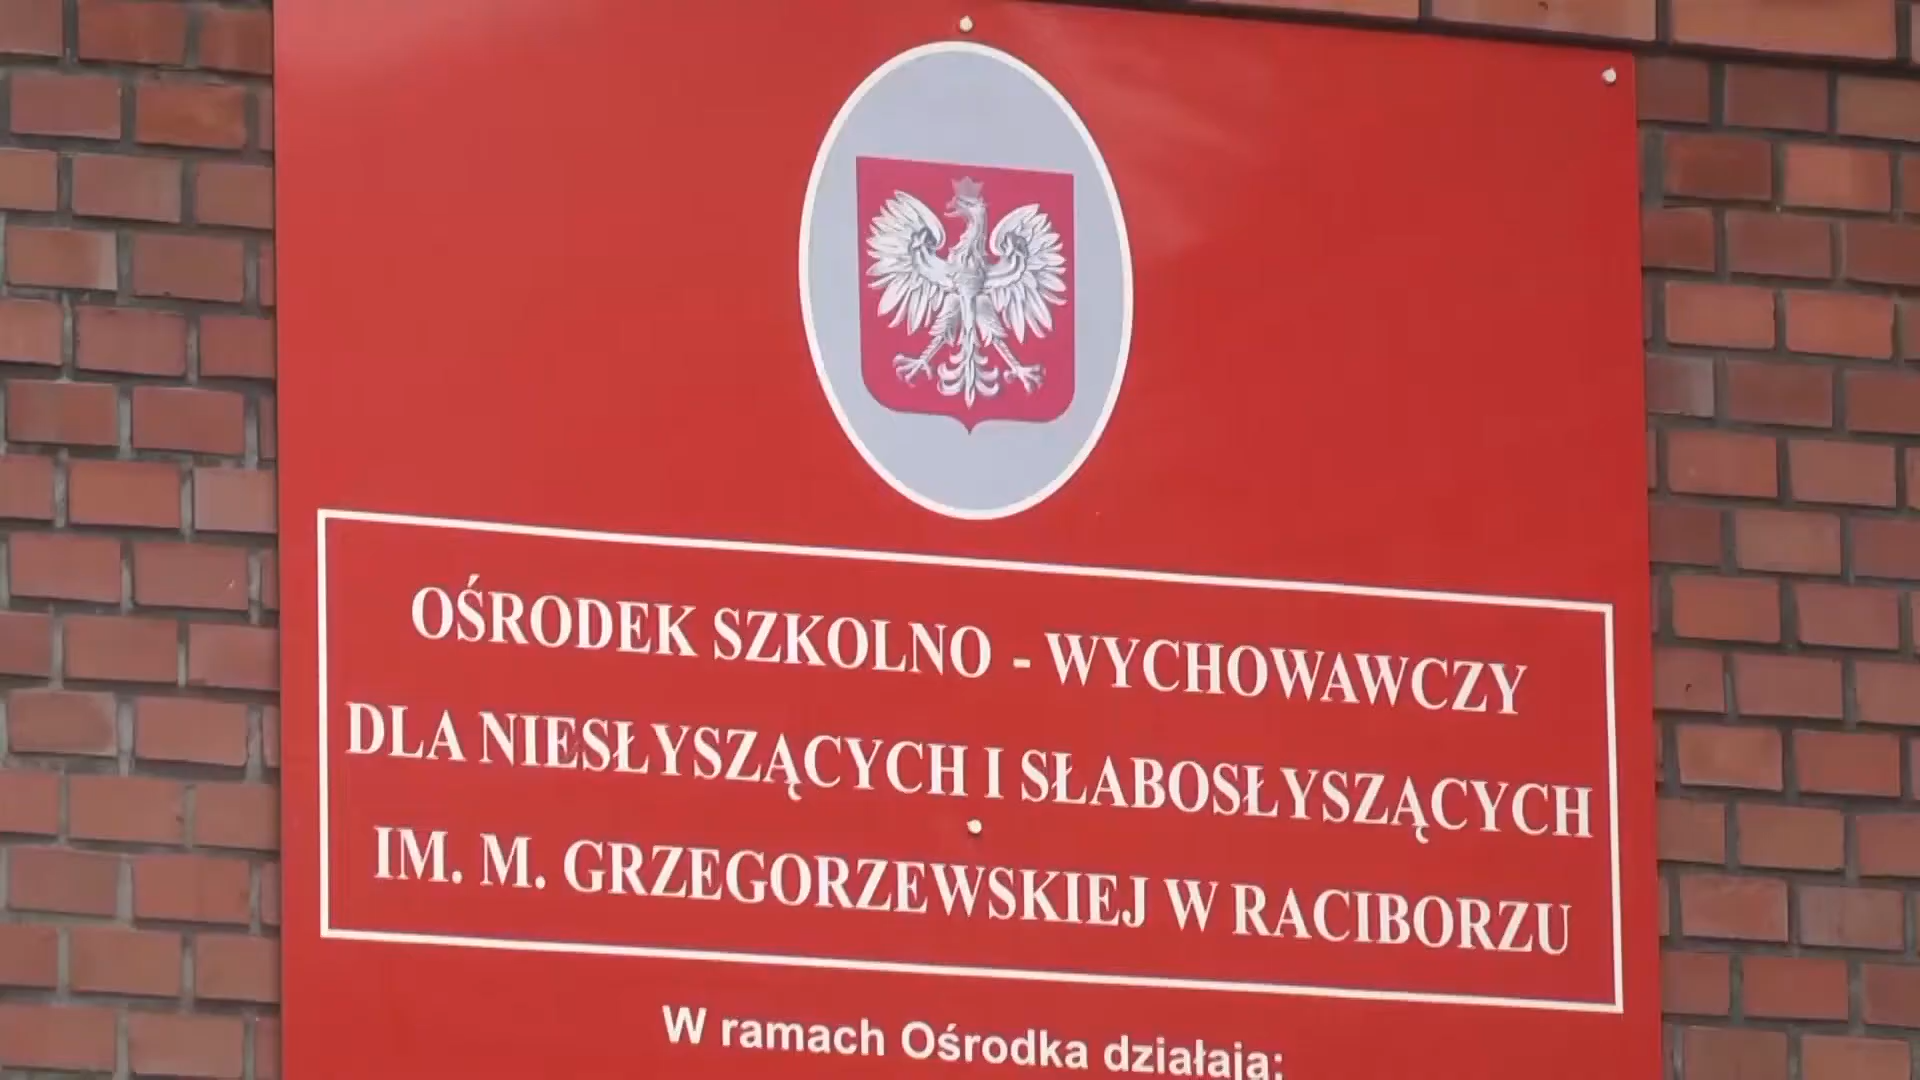 OŚRODEK SZKOLNO - WYCHOWAWCZY
DLA NIESŁYSZĄCYCH I SŁABOSŁYSZĄCYCH
IM. M. GRZEGORZEWSKIEJ W RACIBORZU
W ramach Ośrodka działają: